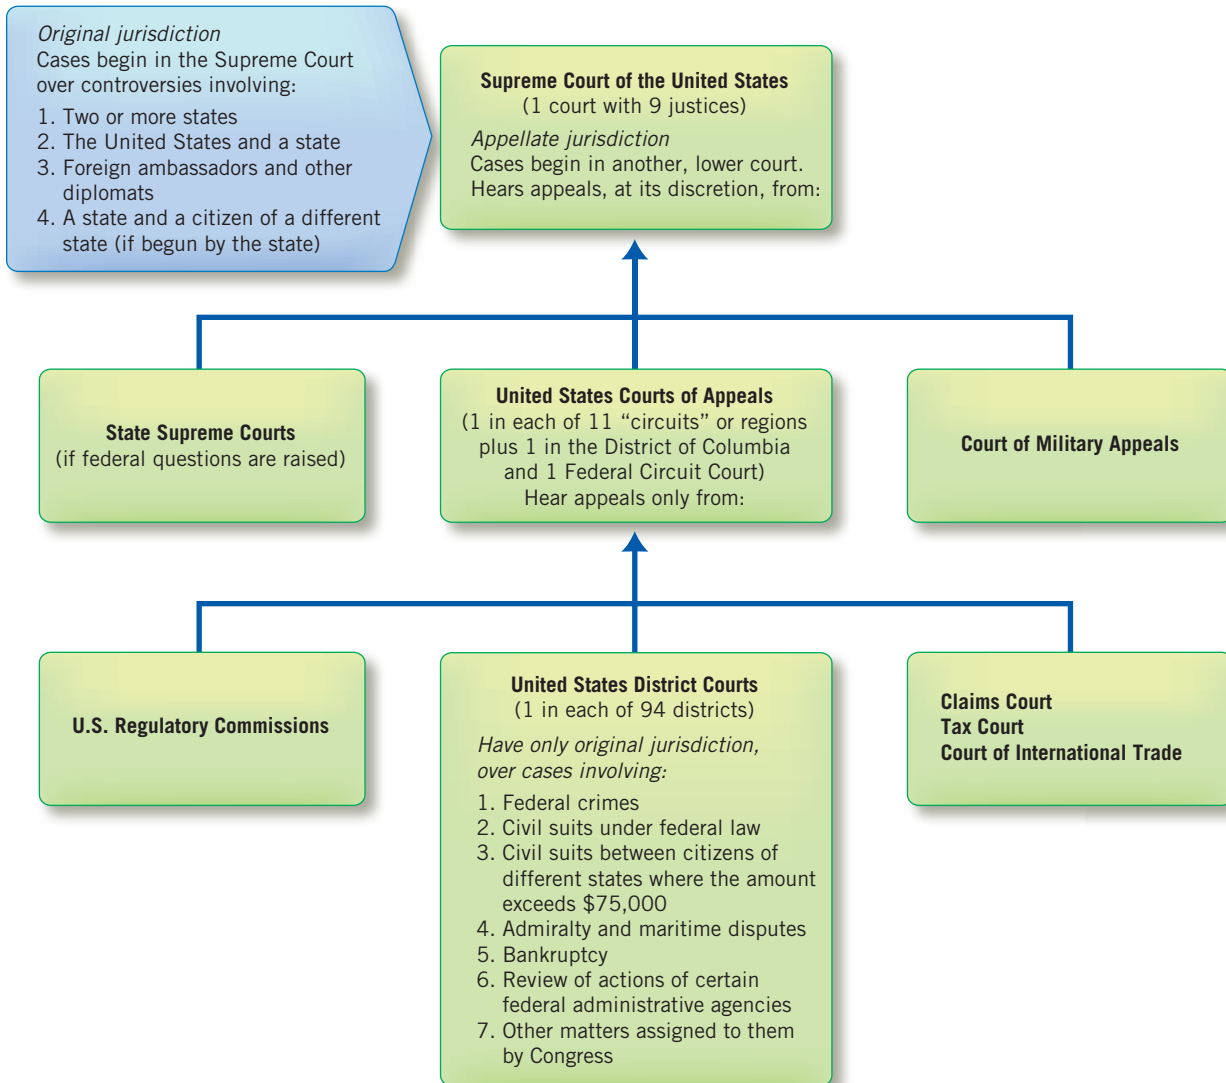 Original jurisdiction
Cases begin in the Supreme Court
over controversies involving:
1. Two or more states
2. The United States and a state
3. Foreign ambassadors and other
diplomats
4. A state and a citizen of a different
state (if begun by the state)
Supreme Court of the United States
(1 court with 9 justices)
Appellate jurisdiction
Cases begin in another, lower court.
Hears appeals, at its discretion, from:
State Supreme Courts
(if federal questions are raised)
United States Courts of Appeals
(1 in each of 11 “circuits” or regions
plus 1 in the District of Columbia
and 1 Federal Circuit Court)
Hear appeals only from:
Court of Military Appeals
U.S. Regulatory Commissions
United States District Courts
(1 in each of 94 districts)
Have only original jurisdiction,
over cases involving:
1. Federal crimes
2. Civil suits under federal law
3. Civil suits between citizens of
different states where the amount
exceeds $75,000
4. Admiralty and maritime disputes
5. Bankruptcy
6. Review of actions of certain
federal administrative agencies
7. Other matters assigned to them
by Congress
Claims Court
Tax Court
Court of International Trade